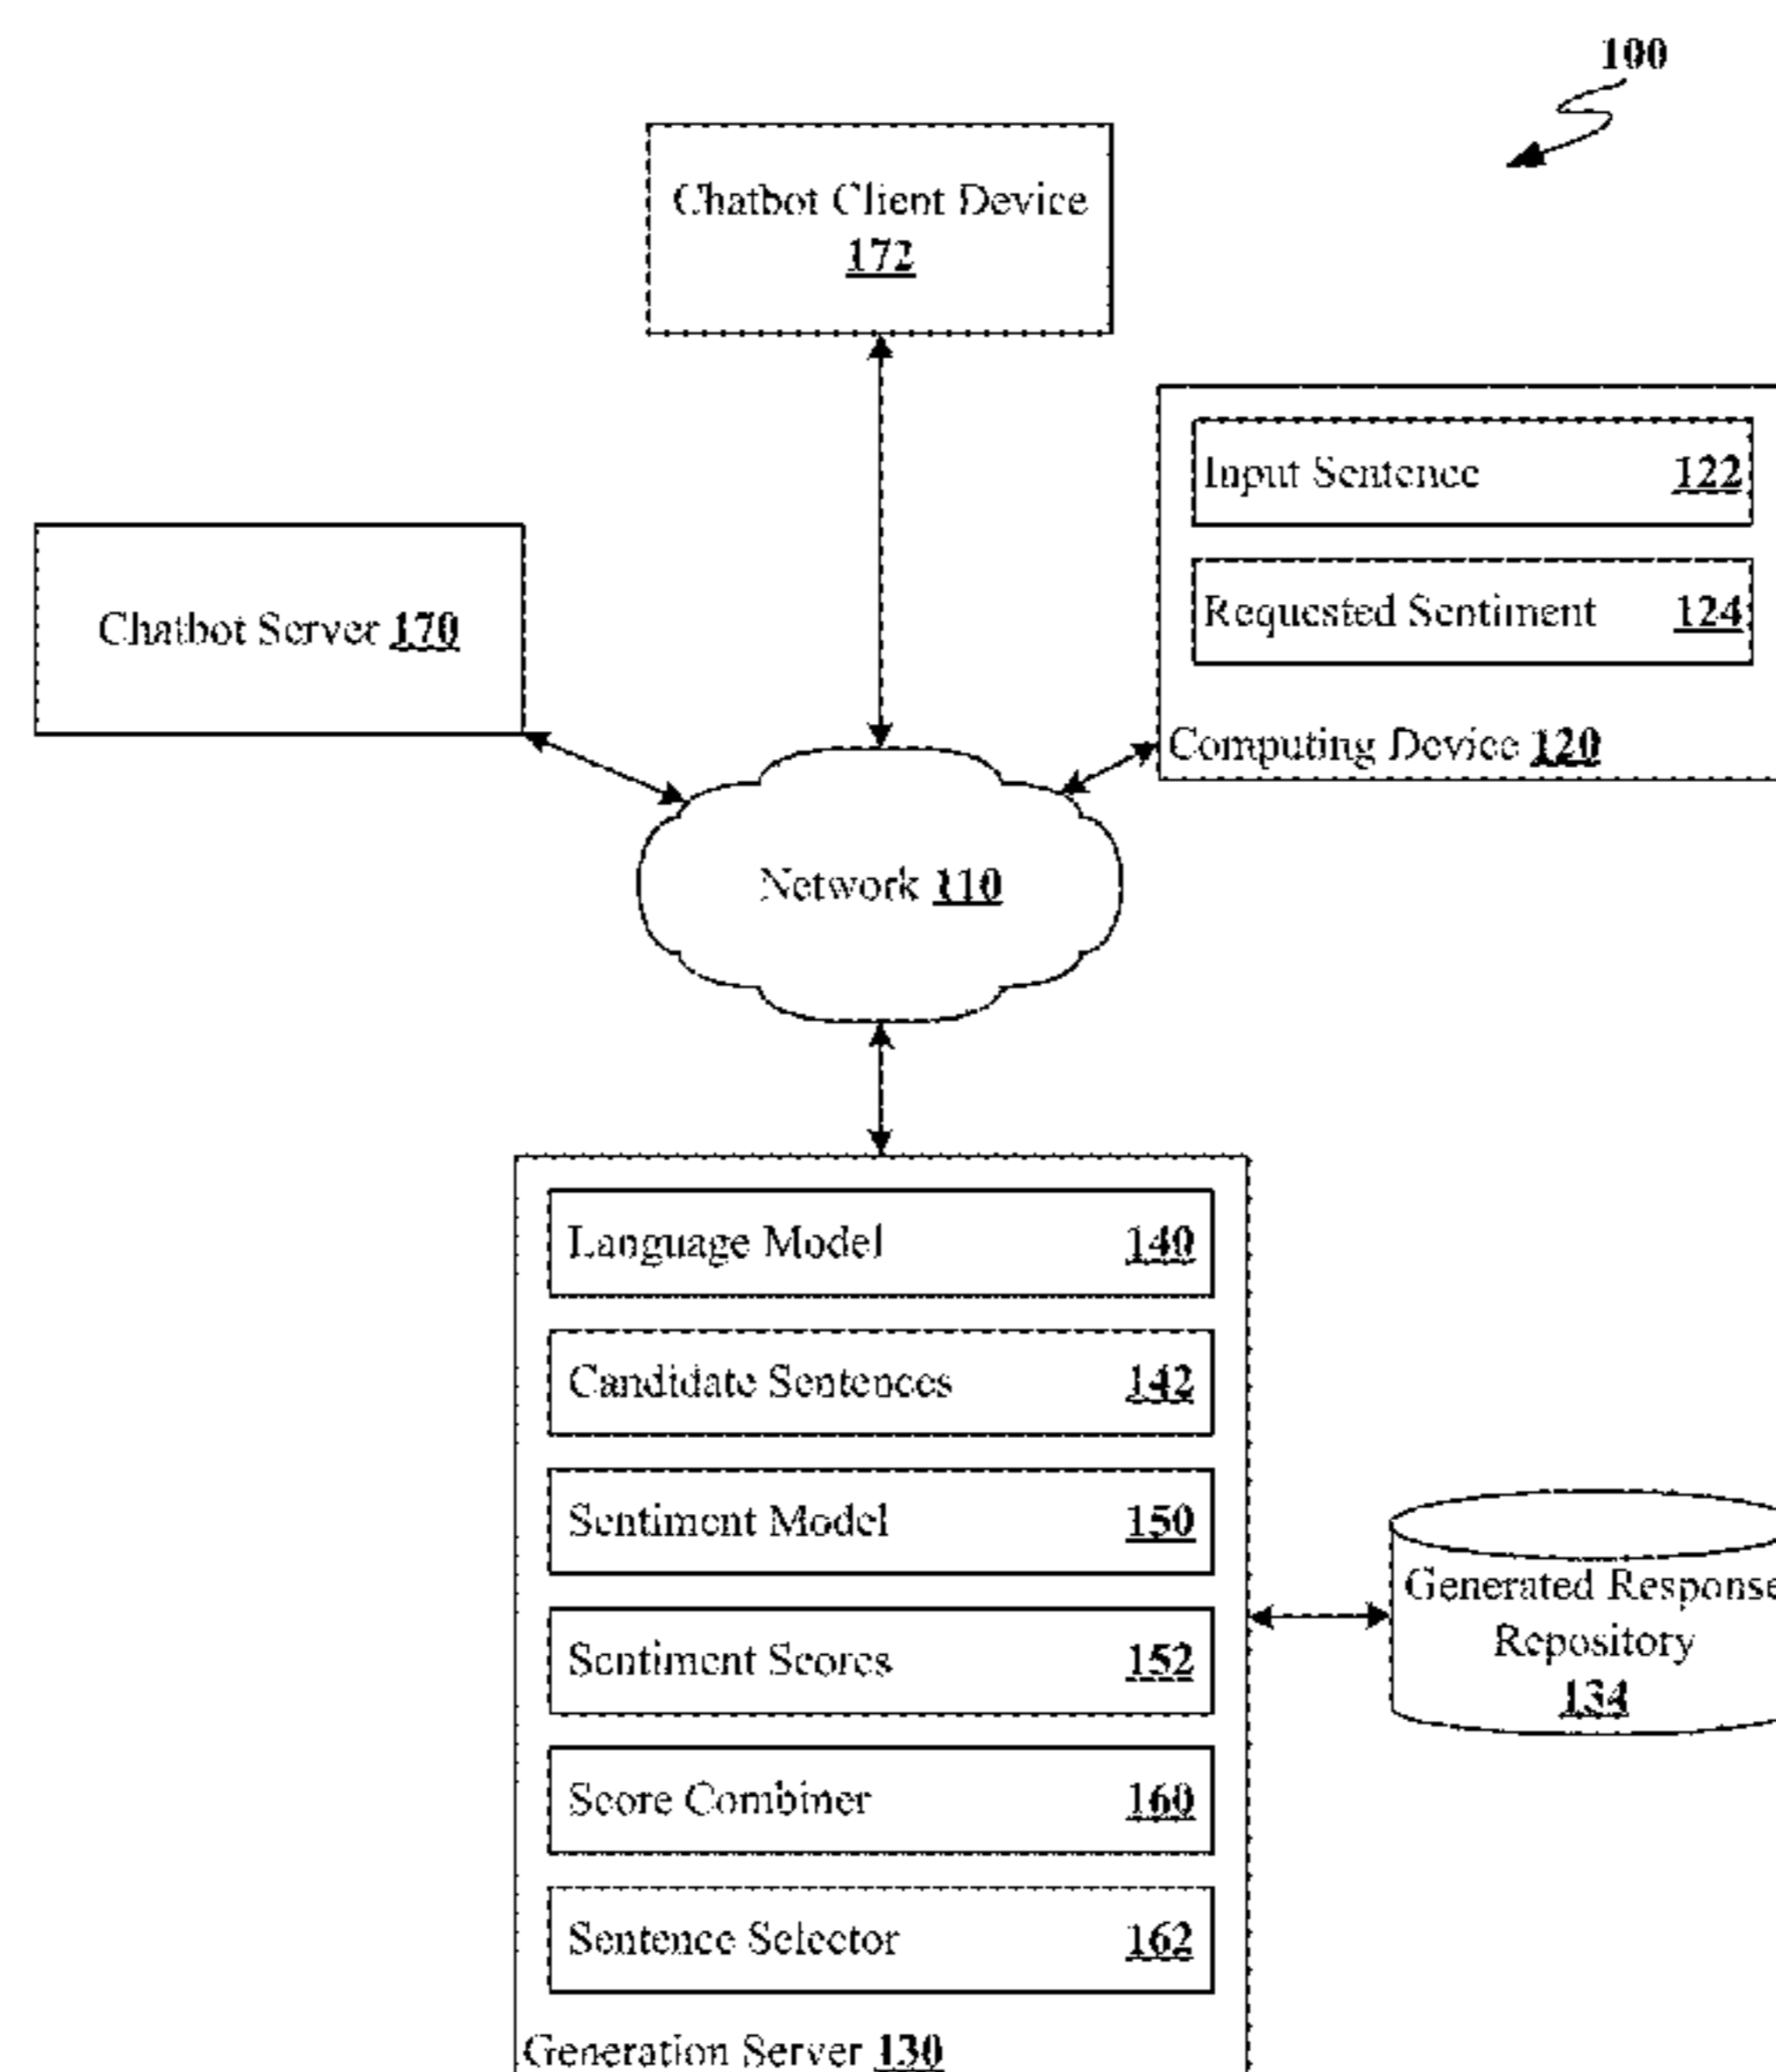 100
Chatbot Client Device
172
Input Sentence 122
Requested Sentiment 124
Computing Device 120
Chatbot Server 170
Network 110
Language Model 140
Candidate Sentences 142
Sentiment Model 150
Sentiment Scores 152
Score Combiner 160
Sentence Selector 162
Generation Server 130
Generated Response
Repository
134